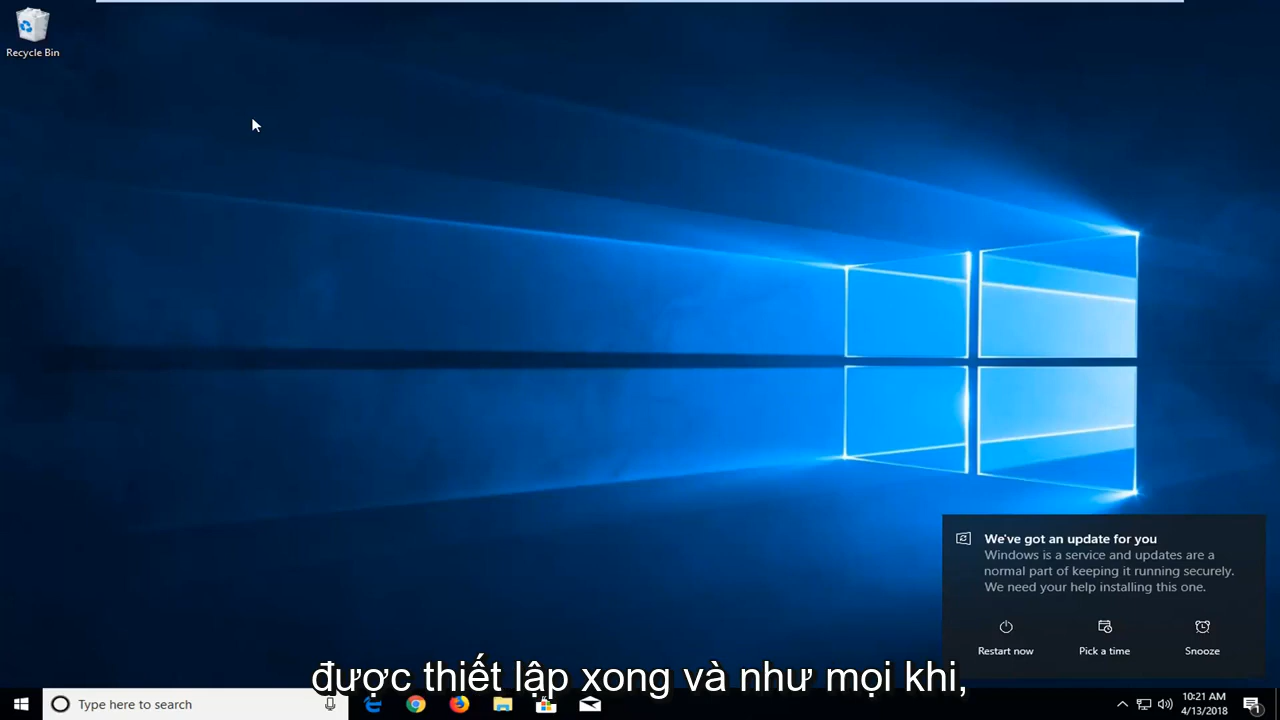 Recycle Bin
We've got an update for you
Windows is a service and updates are a
normal part of keeping it running securely.
We need your help installing this one.
Restart now
Pick a time
Snooze
được thiết lập xong và như mọi khi,
Type here to search
10:21 AM
4/13/2018
1